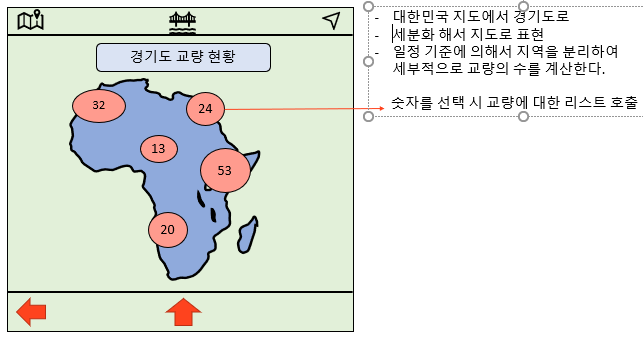 - 대한민국 지도에서 경기도로
- 세분화 해서 지도로 표현
- 일정 기준에 의해서 지역을 분리하여
세부적으로 교량의 수를 계산한다.
경기도 교량 현황
32
24
숫자를 선택 시 교량에 대한 리스트 호출
13
53
20